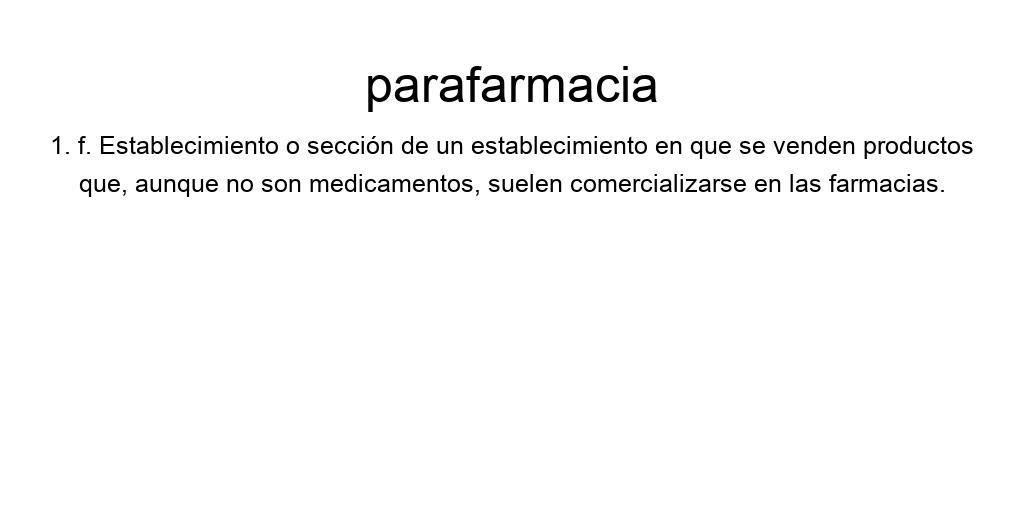 parafarmacia
1. f. Establecimiento o sección de un establecimiento en que se venden productos
que, aunque no son medicamentos, suelen comercializarse en las farmacias.